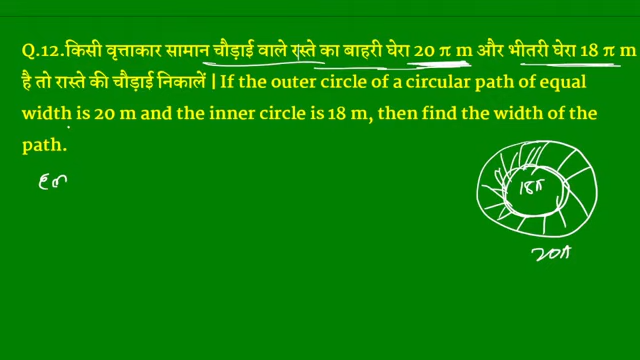 Q.12.किसी वृत्ताकार सामान चौड़ाई वाले रास्ते का बाहरी घेरा 20 π m और भीतरी घेरा 18 π m
है तो रास्ते की चौड़ाई निकालें | If the outer circle of a circular path of equal
width is 20 m and the inner circle is 18 m, then find the width of the
path.
18π
20π